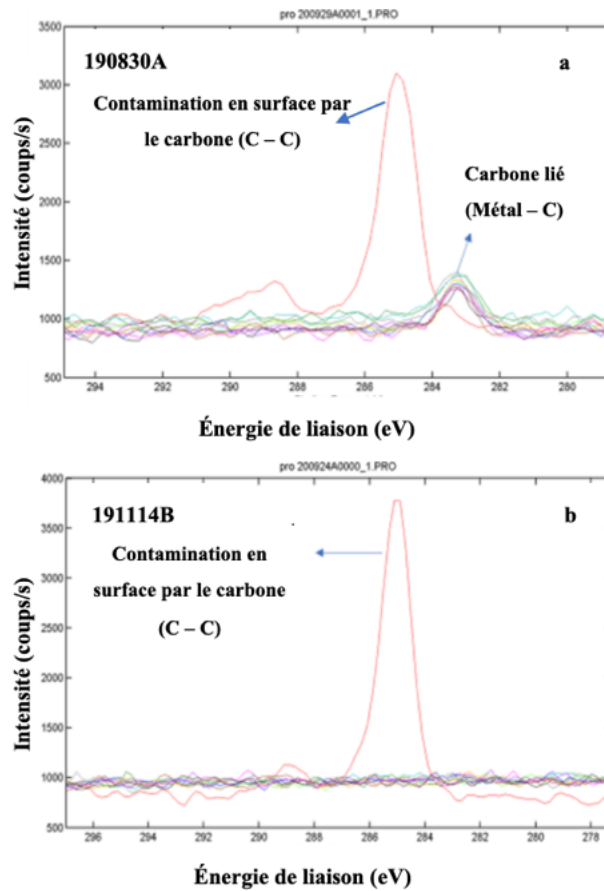 pro 200929A0001_1.PRO
3500
190830A
a
Contamination en surface par
le carbone (C – C)
3000
Carbone lié
(Métal – C)
2500
2000
1500
1000
500
Intensité (coups/s)
294 292 290 288 286 284 282 280
Énergie de liaison (eV)
pro 200924A0000_1.PRO
4000
191114B
b
Contamination en
surface par le carbone
(C – C)
3500
3000
2500
2000
1500
1000
500
Intensité (coups/s)
296 294 292 290 288 286 284 282 280 278
Énergie de liaison (eV)